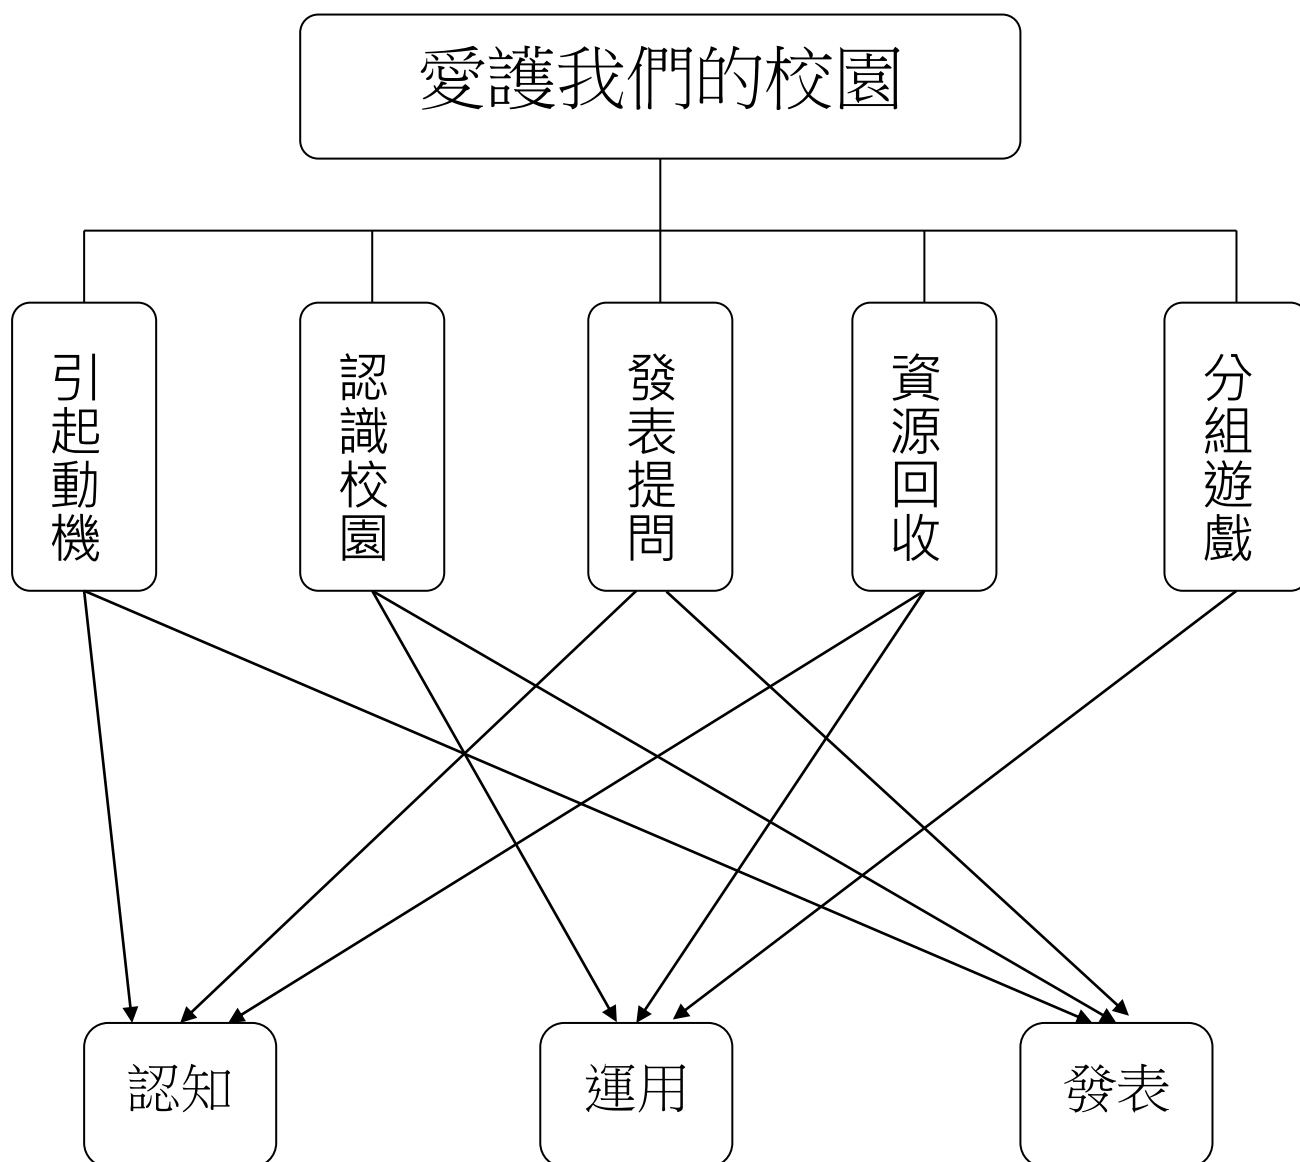 愛護我們的校園
引起動機
認識校園
發表提問
資源回收
分組遊戲
認知
運用
發表